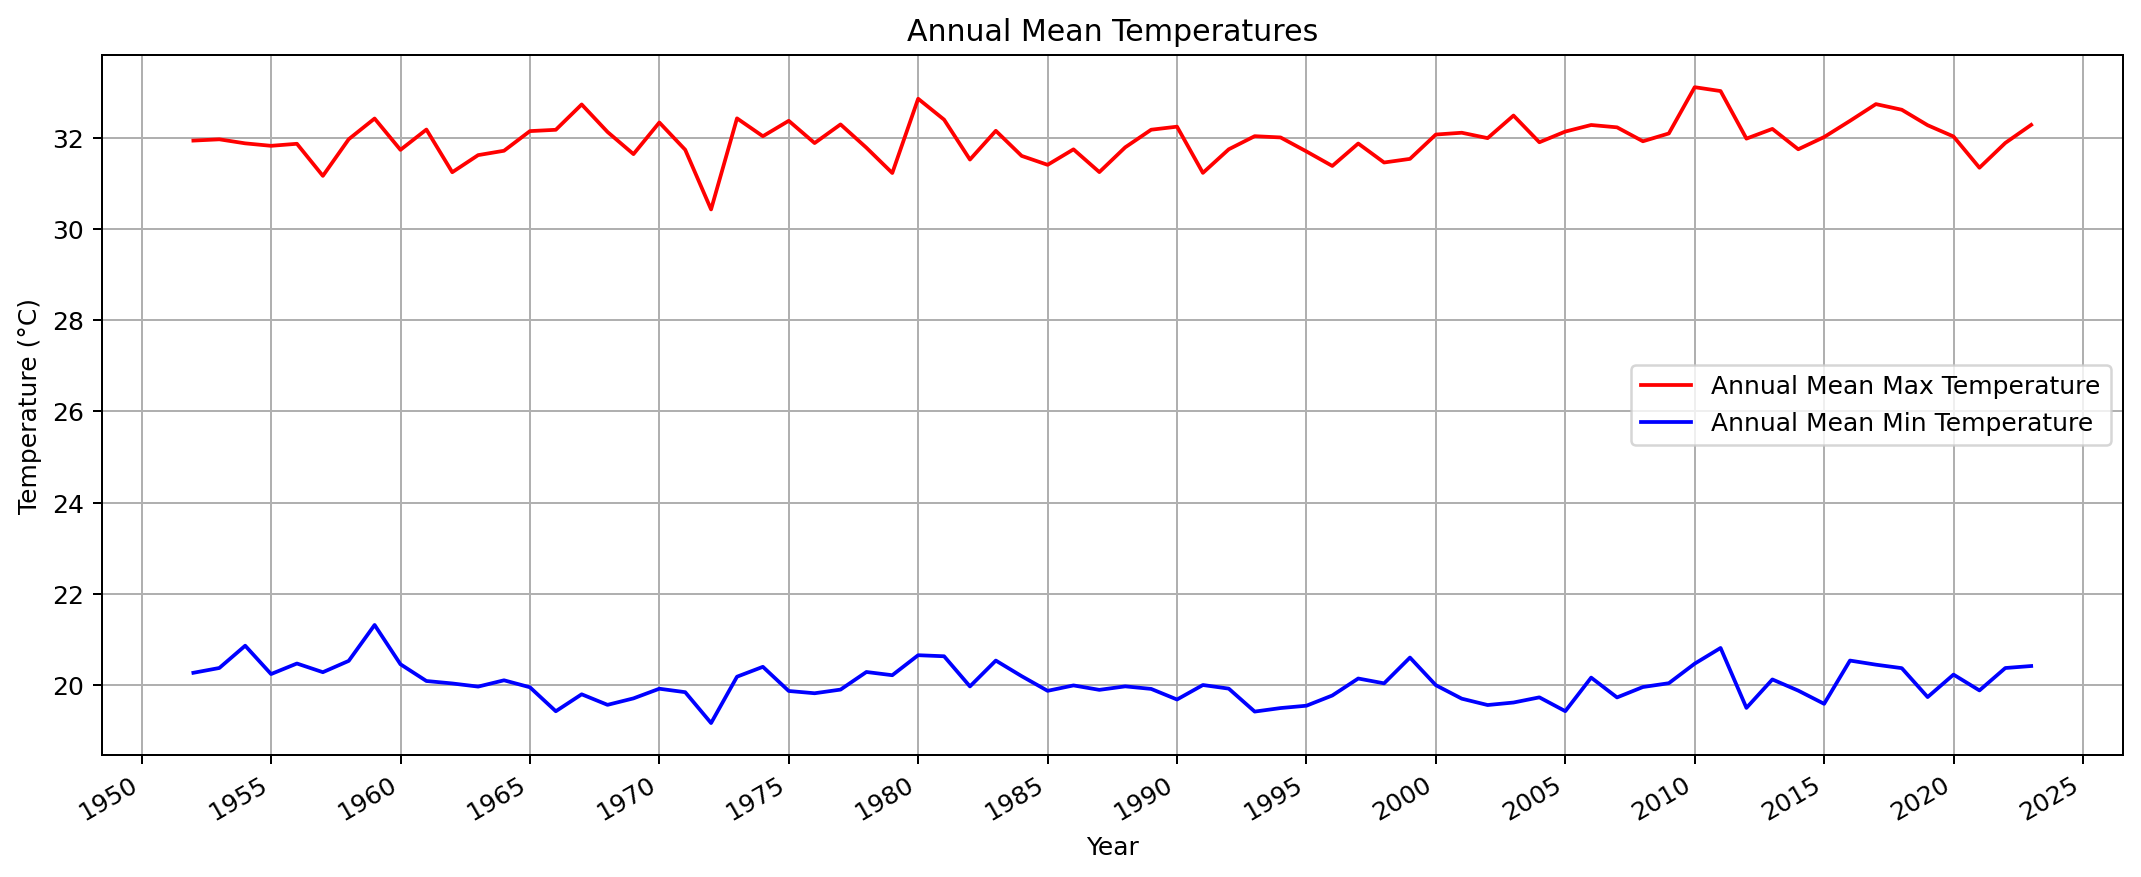 Annual Mean Temperatures
Temperature (°C)
32
30
28
26
24
22
20
Annual Mean Max Temperature
Annual Mean Min Temperature
1950 1955 1960 1965 1970 1975 1980 1985 1990 1995 2000 2005 2010 2015 2020 2025
Year